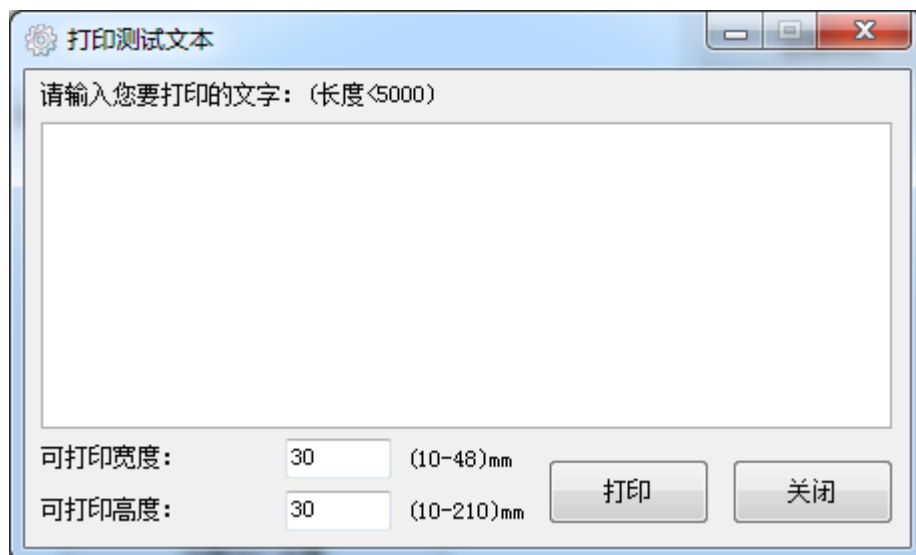 打印测试文本
请输入您要打印的文字：(长度<5000)
可打印宽度： 30 (10-48)mm
可打印高度： 30 (10-210)mm
打印 关闭